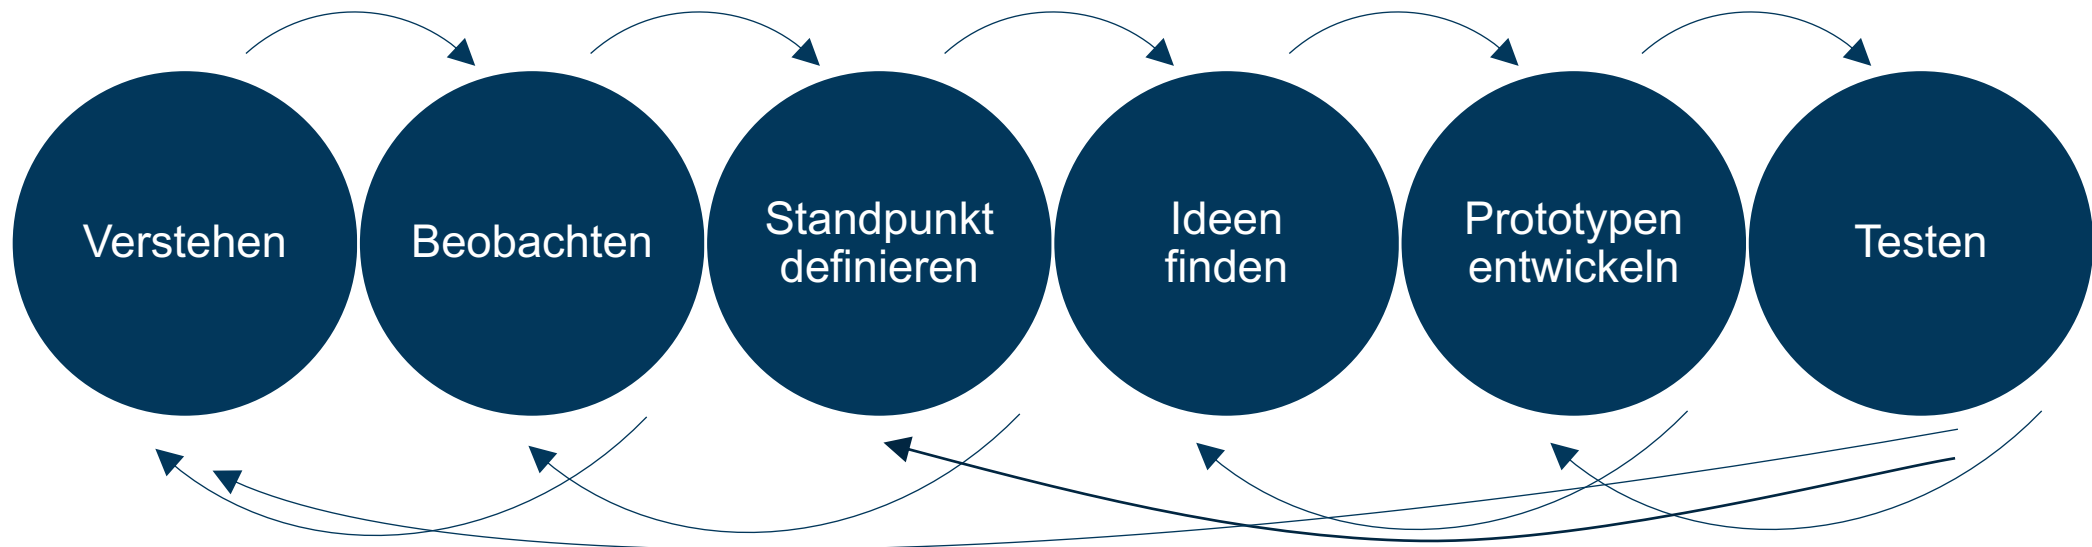 Verstehen
Beobachten
Standpunkt
definieren
Ideen
finden
Prototypen
entwickeln
Testen